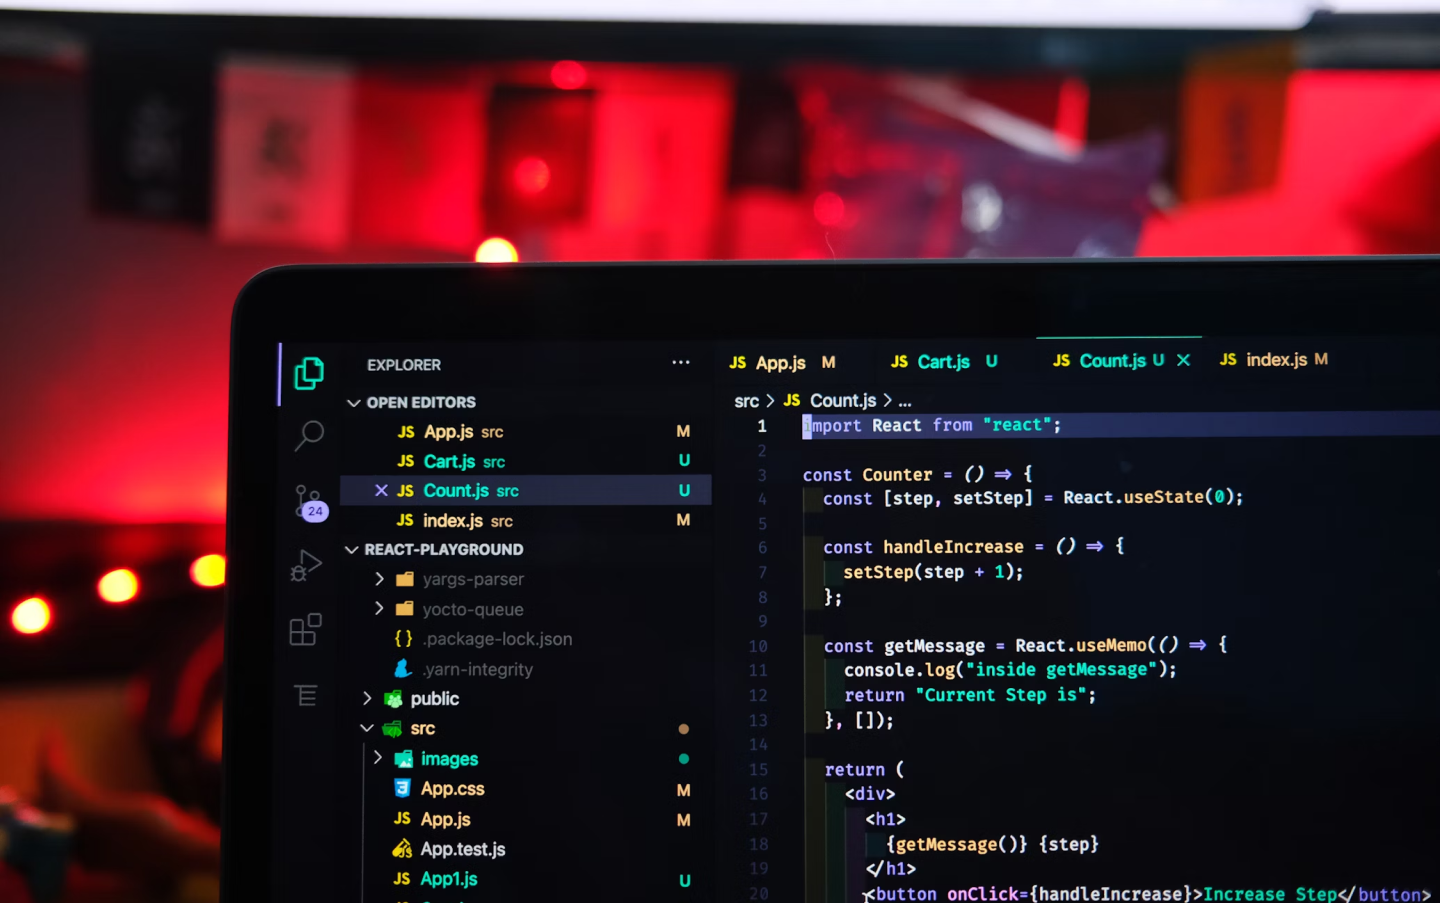 EXPLORER ...
OPEN EDITORS
JS App.js src M
JS Cart.js src U
JS Count.js src U
JS index.js src M
REACT-PLAYGROUND
yargs-parser
yocto-queue
{} .package-lock.json
.yarn-integrity
public
src
images
App.css M
JS App.js M
App.test.js
JS App1.js U
24
JS App.js M JS Cart.js U JS Count.js U × JS index.js M
src > JS Count.js > ...
1 import React from "react";
2
3 const Counter = () => {
4 const [step, setStep] = React.useState(0);
5
6 const handleIncrease = () => {
7 setStep(step + 1);
8 };
9
10 const getMessage = React.useMemo(() => {
11 console.log("inside getMessage");
12 return "Current Step is";
13 }, []);
14
15 return (
16 <div>
17 <h1>
18 {getMessage()} {step}
19 </h1>
20 <button onClick={handleIncrease}>Increase Step</button>